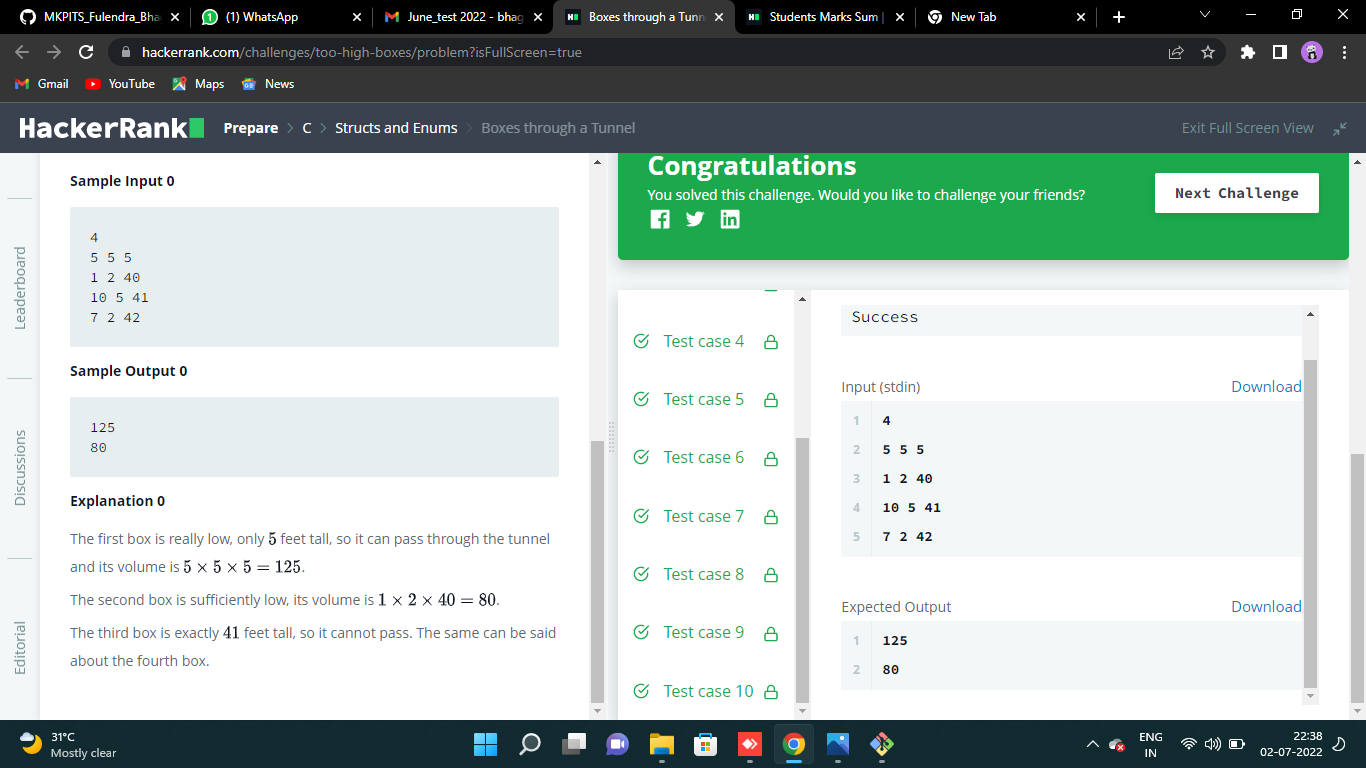 MKPITS_Fulendra_Bha
(1) WhatsApp
June_test 2022 - bhag
Boxes through a Tunn
Students Marks Sum |
New Tab
hackerrank.com/challenges/too-high-boxes/problem?isFullScreen=true
Gmail
YouTube
Maps
News
HackerRank
Prepare > C > Structs and Enums > Boxes through a Tunnel
Exit Full Screen View
Leaderboard
Discussions
Editorial
Sample Input 0
4
5 5 5
1 2 40
10 5 41
7 2 42
Sample Output 0
125
80
Explanation 0
The first box is really low, only 5 feet tall, so it can pass through the tunnel
and its volume is 5 × 5 × 5 = 125.
The second box is sufficiently low, its volume is 1 × 2 × 40 = 80.
The third box is exactly 41 feet tall, so it cannot pass. The same can be said
about the fourth box.
Congratulations
You solved this challenge. Would you like to challenge your friends?
Next Challenge
Test case 4
Test case 5
Test case 6
Test case 7
Test case 8
Test case 9
Test case 10
Success
Input (stdin)
Download
1 4
2 5 5 5
3 1 2 40
4 10 5 41
5 7 2 42
Expected Output
Download
1 125
2 80
31°C
Mostly clear
ENG
IN
22:38
02-07-2022